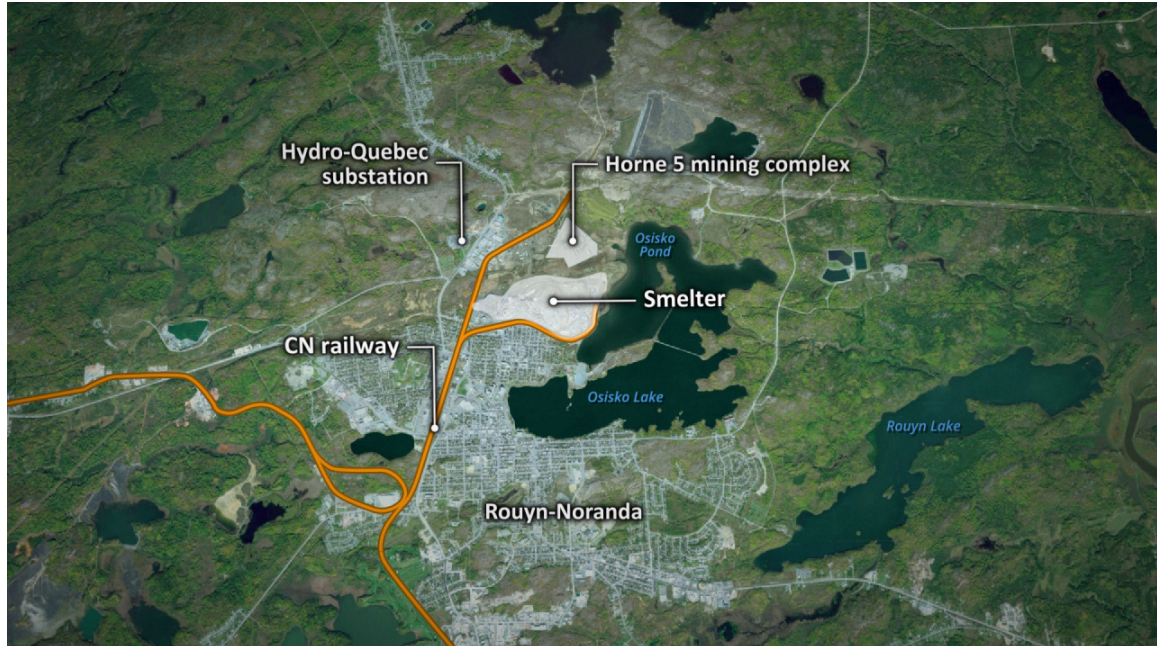 Hydro-Quebec
substation
Horne 5 mining complex
Osisko
Pond
Smelter
CN railway
Osisko Lake
Rouyn Lake
Rouyn-Noranda